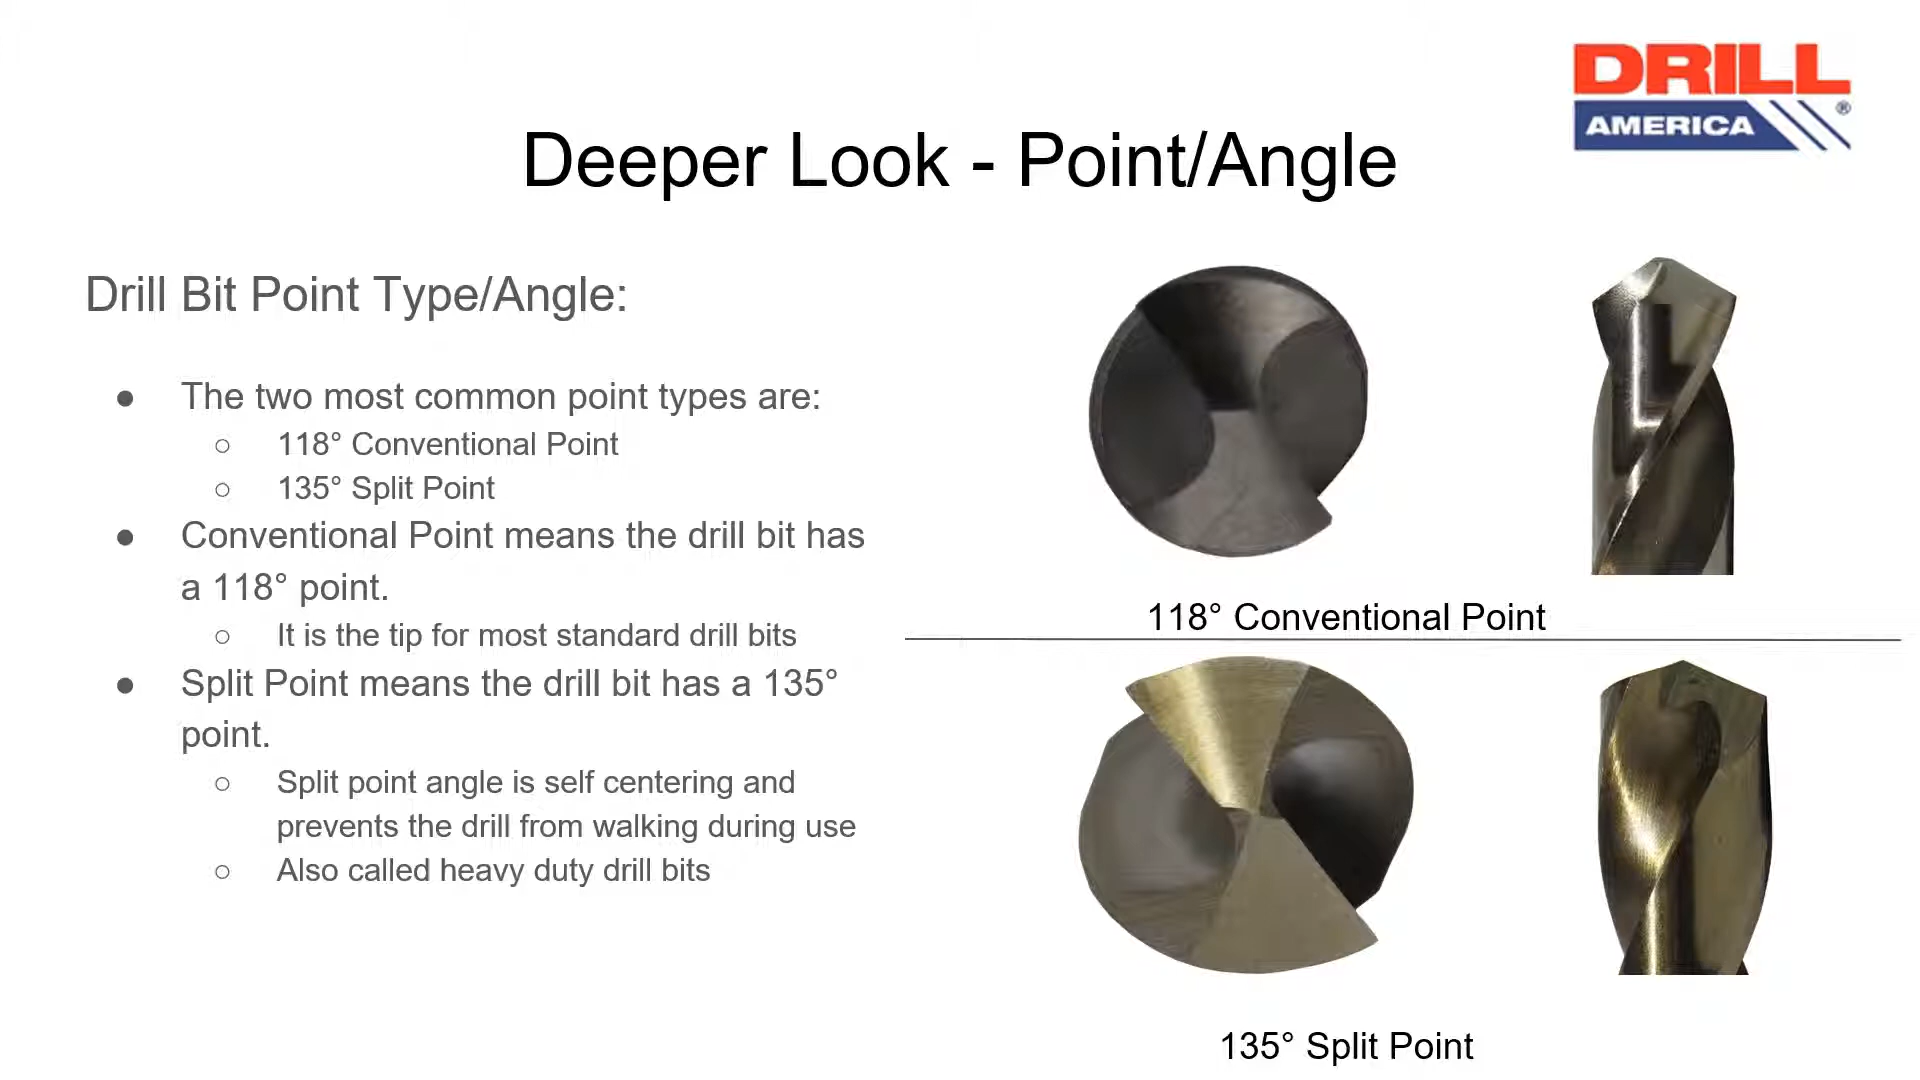 DRILL
AMERICA
®
Deeper Look - Point/Angle
Drill Bit Point Type/Angle:
● The two most common point types are:
○ 118° Conventional Point
○ 135° Split Point
● Conventional Point means the drill bit has
a 118° point.
○ It is the tip for most standard drill bits
● Split Point means the drill bit has a 135°
point.
○ Split point angle is self centering and
prevents the drill from walking during use
○ Also called heavy duty drill bits
118° Conventional Point
135° Split Point